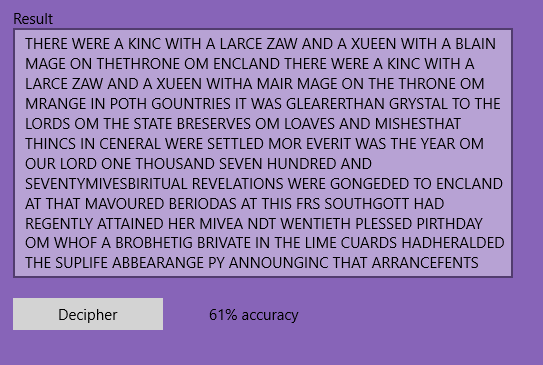 Result
THERE WERE A KINC WITH A LARCE ZAW AND A XUEEN WITH A BLAIN
MAGE ON THETHRONE OM ENCLAND THERE WERE A KINC WITH A
LARCE ZAW AND A XUEEN WITHA MAIR MAGE ON THE THRONE OM
MRANGE IN POTH GOUNTRIES IT WAS GLEARERTHAN GRYSTAL TO THE
LORDS OM THE STATE BRESERVES OM LOAVES AND MISHESTHAT
THINCS IN CENERAL WERE SETTLED MOR EVERIT WAS THE YEAR OM
OUR LORD ONE THOUSAND SEVEN HUNDRED AND
SEVENTYMIVESBIRITUAL REVELATIONS WERE GONGEDED TO ENCLAND
AT THAT MAVOURED BERIODAS AT THIS FRS SOUTHGOTT HAD
REGENTLY ATTAINED HER MIVEA NDT WENTIETH PLESSED PIRTHDAY
OM WHOF A BROBHETIG BRIVATE IN THE LIME CUARDS HADHERALDED
THE SUPLIFE ABBEARANGE PY ANNOUNGINC THAT ARRANCEFENTS
Decipher
61% accuracy